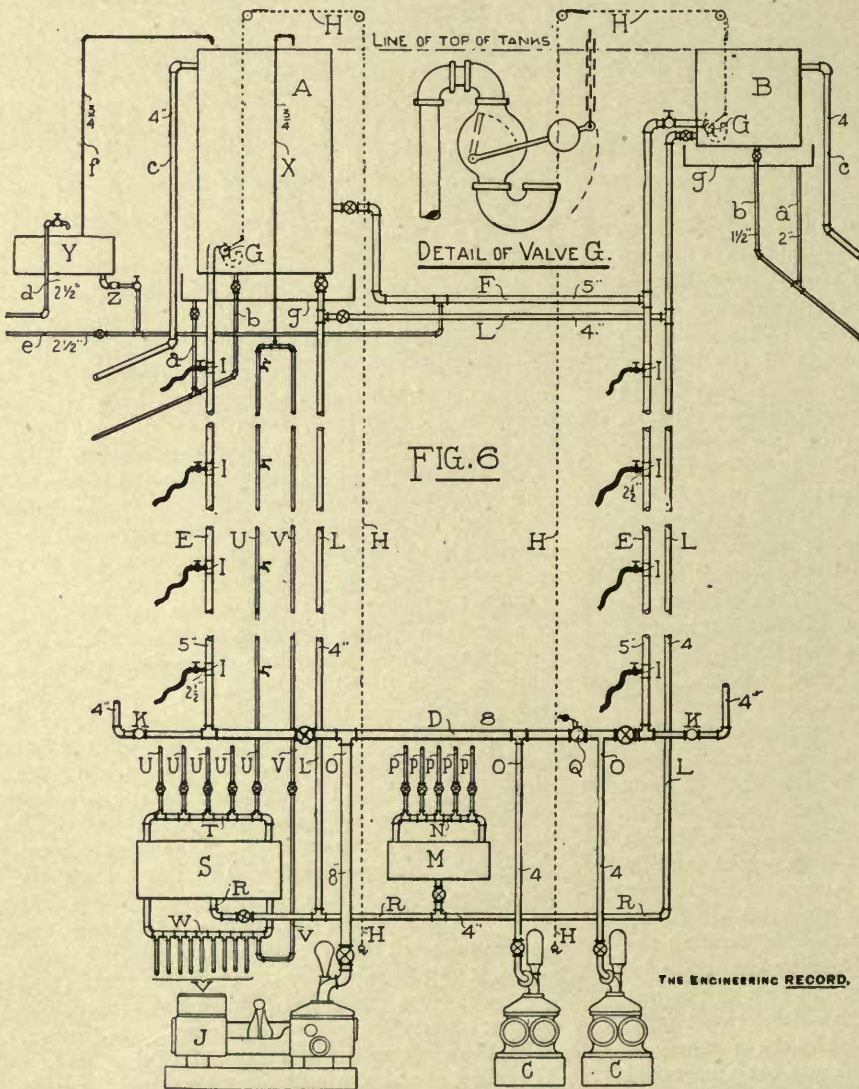 H
H
LINE OF TOP OF TANKS
A
B
4"
4
G
X
f
c
c
Y
G
g
b
a
1½"
2"
DETAIL OF VALVE G.
d
2½"
Z
b
g
F
5"
L
4"
e
2½"
a
I
I
FIG. 6
I
I
2½"
E
U
V
L
H
H
E
L
I
I
5"
4"
5"
4
I
I
2½"
4"
K
D
8
K
4"
U
U
U
U
U
V
L
O
P
P
P
P
P
O
Q
O
L
T
N
S
M
8"
4
4
R
R
4"
R
W
V
H
H
THE ENGINEERING RECORD.
J
C
C